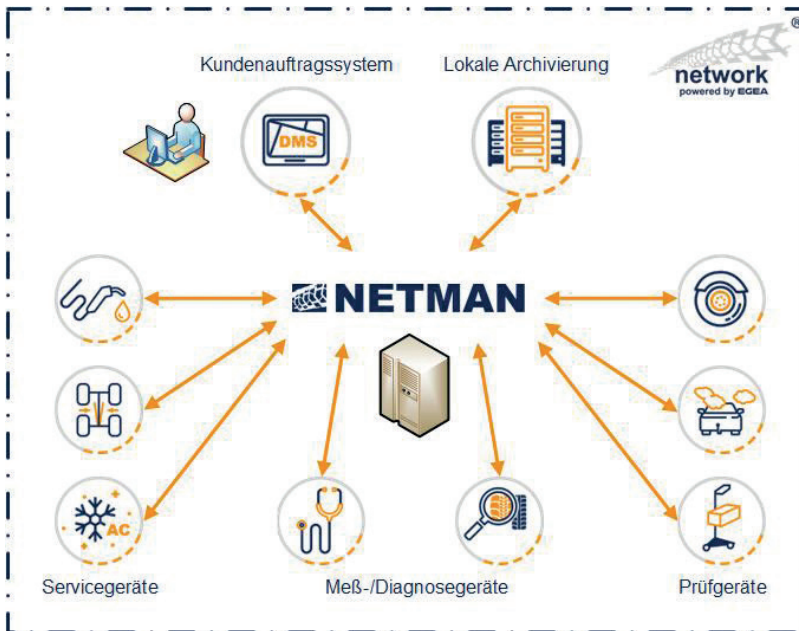 ®
Kundenauftragssystem
Lokale Archivierung
network
powered by EGEA
DMS
NETMAN
AC
Servicegeräte
Meß-/Diagnosegeräte
Prüfgeräte